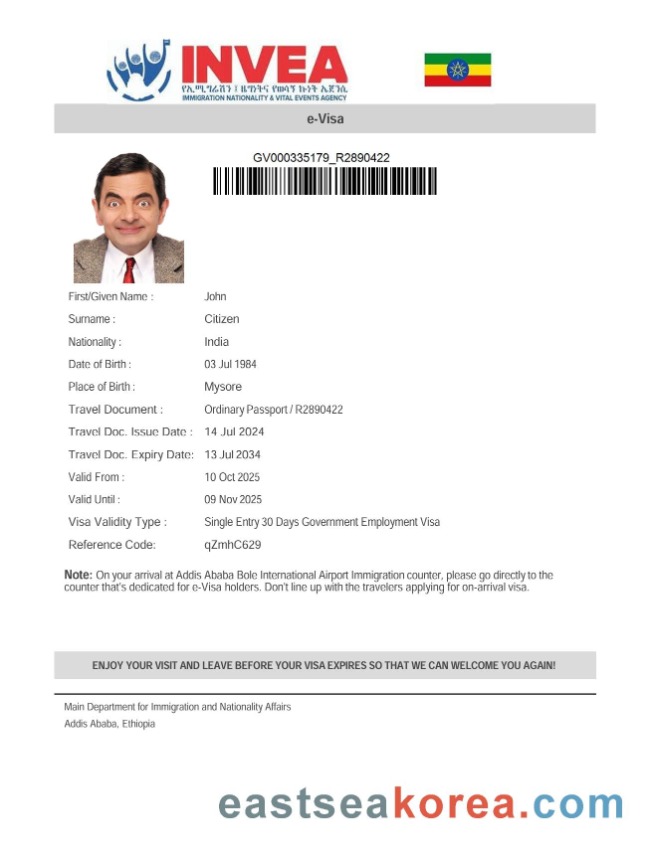 INVEA
የኢሚግሬሽን ፣ ዜግነትና የወሳኝ ኩነት ኤጀንሲ
IMMIGRATION NATIONALITY & VITAL EVENTS AGENCY
e-Visa
GV000335179_R2890422
First/Given Name : John
Surname : Citizen
Nationality : India
Date of Birth : 03 Jul 1984
Place of Birth : Mysore
Travel Document : Ordinary Passport / R2890422
Travel Doc. Issue Date : 14 Jul 2024
Travel Doc. Expiry Date: 13 Jul 2034
Valid From : 10 Oct 2025
Valid Until : 09 Nov 2025
Visa Validity Type : Single Entry 30 Days Government Employment Visa
Reference Code: qZmhC629
Note: On your arrival at Addis Ababa Bole International Airport Immigration counter, please go directly to the
counter that's dedicated for e-Visa holders. Don't line up with the travelers applying for on-arrival visa.
ENJOY YOUR VISIT AND LEAVE BEFORE YOUR VISA EXPIRES SO THAT WE CAN WELCOME YOU AGAIN!
Main Department for Immigration and Nationality Affairs
Addis Ababa, Ethiopia
eastseakorea.com